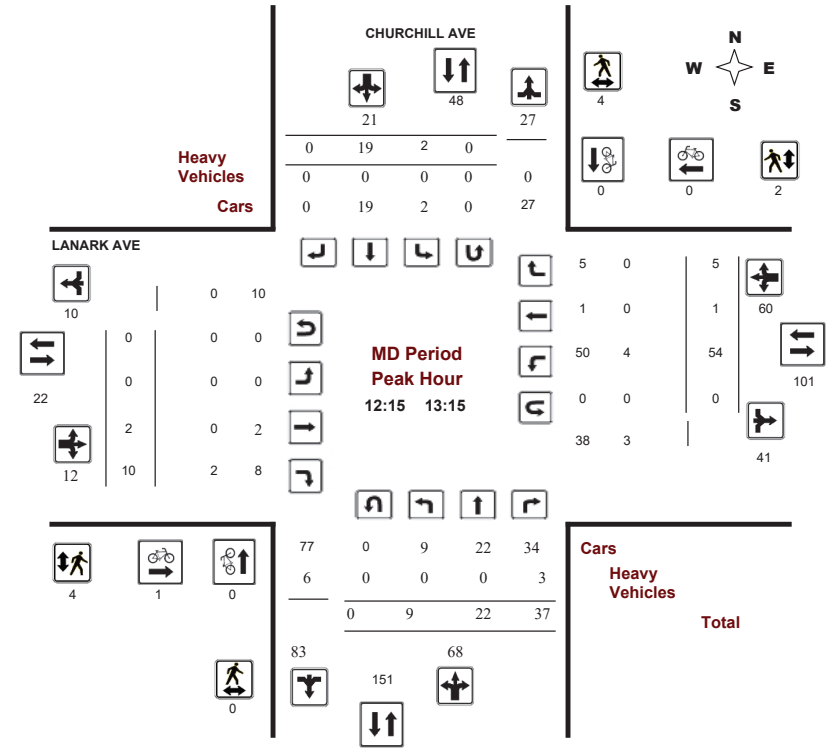 CHURCHILL AVE
N
W E
S
48
4
21 27
0 19 2 0
Heavy
Vehicles
0 0 0 0 0
Cars
0 19 2 0 27
0 0 2
LANARK AVE
5 0 5
10
0 10
1 0 1 60
0 0 0
MD Period
Peak Hour
12:15 13:15
50 4 54
101
22
0 0 0
0 0 0
2 0 2
38 3
41
12
10 2 8
77 0 9 22 34
Cars
6 0 0 0 3
Heavy
Vehicles
4 1 0
0 9 22 37
Total
83 68
151
0